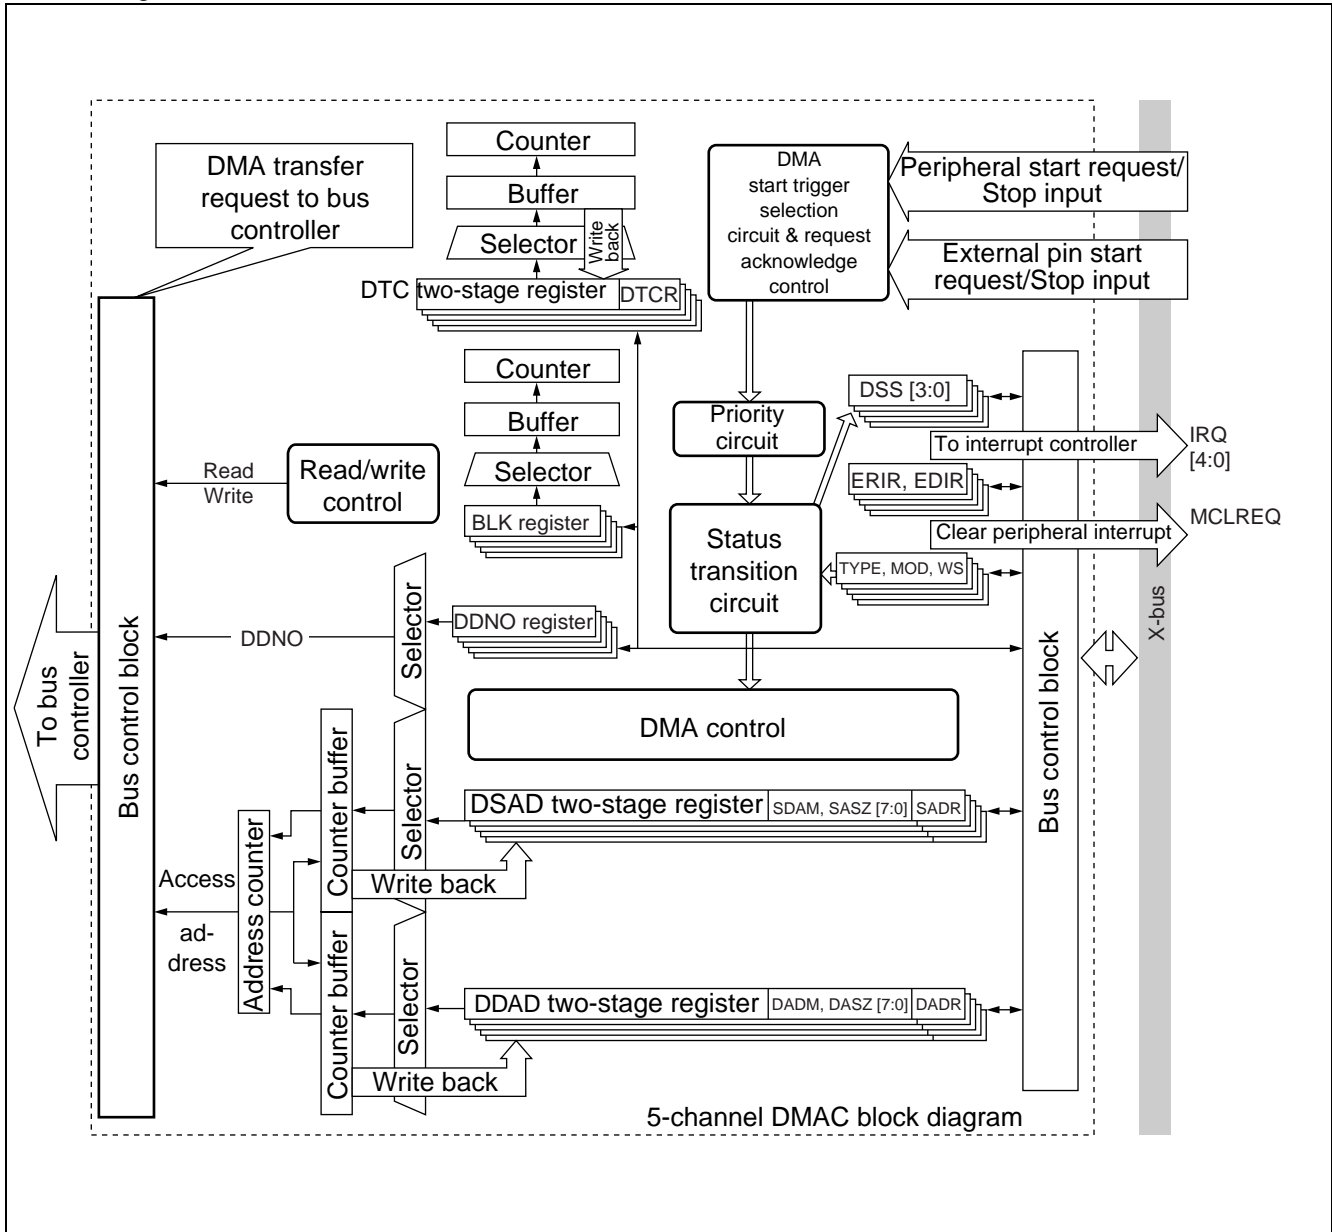 Counter
DMA transfer
request to bus
controller
Buffer
Selector
Write
back
DTC two-stage register
DTCR
DMA
start trigger
selection
circuit & request
acknowledge
control
Peripheral start request/
Stop input
External pin start
request/Stop input
Counter
Buffer
Selector
BLK register
Read
Write
Read/write
control
Priority
circuit
DSS [3:0]
To interrupt controller
IRQ
[4:0]
ERIR, EDIR
Clear peripheral interrupt
MCLREQ
Status
transition
circuit
TYPE, MOD, WS
X-bus
DDNO
Selector
DDNO register
To bus
controller
Bus control block
Bus control block
DMA control
Counter buffer
Selector
DSAD two-stage register
SDAM, SASZ [7:0]
SADR
Write back
Access
ad-
dress
Address counter
Counter buffer
Selector
DDAD two-stage register
DADM, DASZ [7:0]
DADR
Write back
5-channel DMAC block diagram